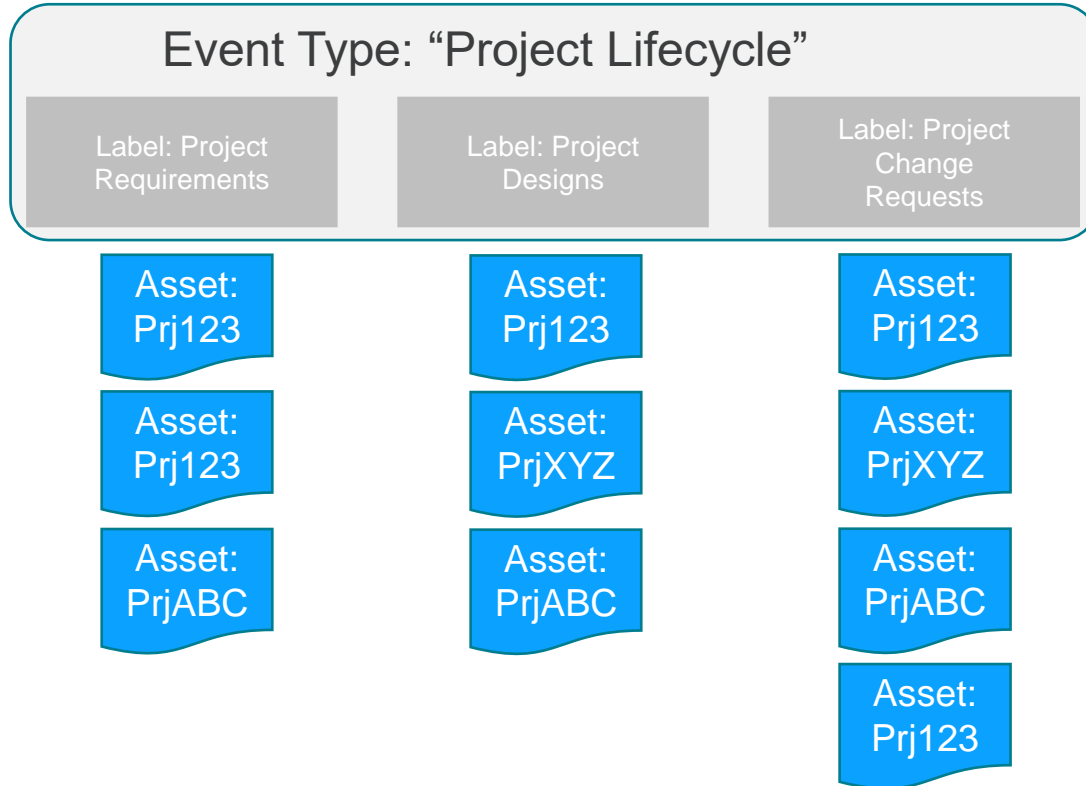 Event Type: “Project Lifecycle”
Label: Project
Requirements
Label: Project
Designs
Label: Project
Change
Requests
Asset:
Prj123
Asset:
Prj123
Asset:
Prj123
Asset:
Prj123
Asset:
PrjXYZ
Asset:
PrjXYZ
Asset:
PrjABC
Asset:
PrjABC
Asset:
PrjABC
Asset:
Prj123